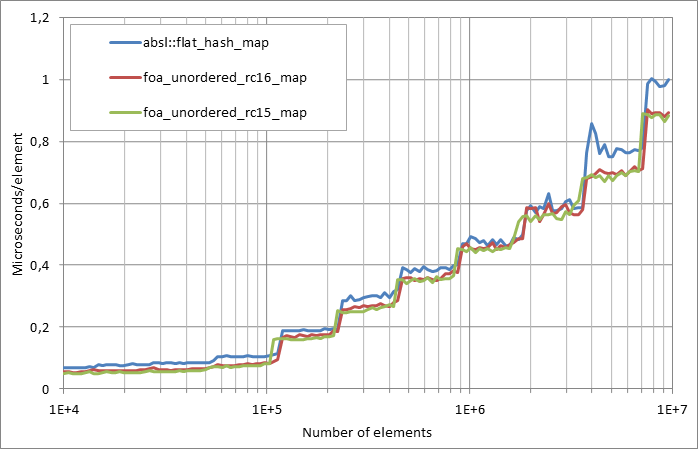 1,2
1
0,8
0,6
0,4
0,2
0
Microseconds/element
absl::flat_hash_map
foa_unordered_rc16_map
foa_unordered_rc15_map
1E+4 1E+5 1E+6 1E+7
Number of elements